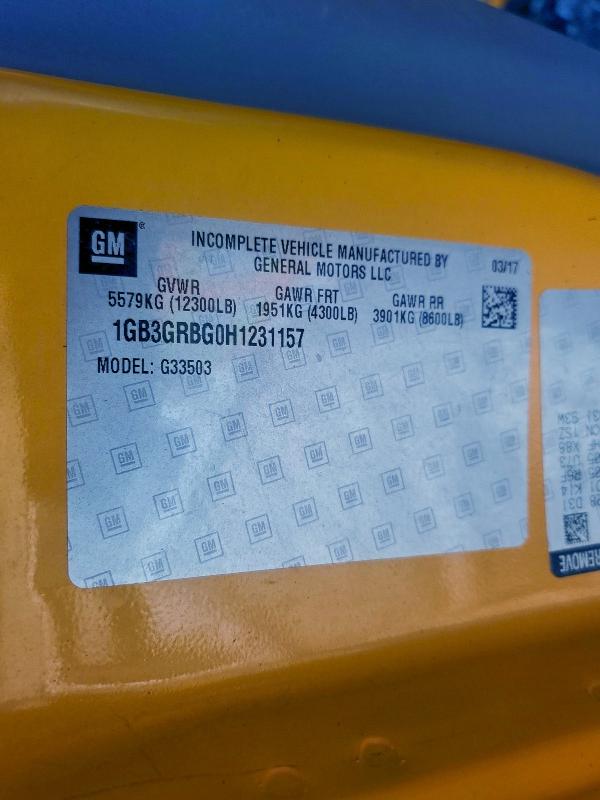 GM®
INCOMPLETE VEHICLE MANUFACTURED BY
GENERAL MOTORS LLC
03/17
GVWR GAWR FRT GAWR RR
5579KG (12300LB) 1951KG (4300LB) 3901KG (8600LB)
1GB3GRBG0H1231157
MODEL: G33503
REMOVE